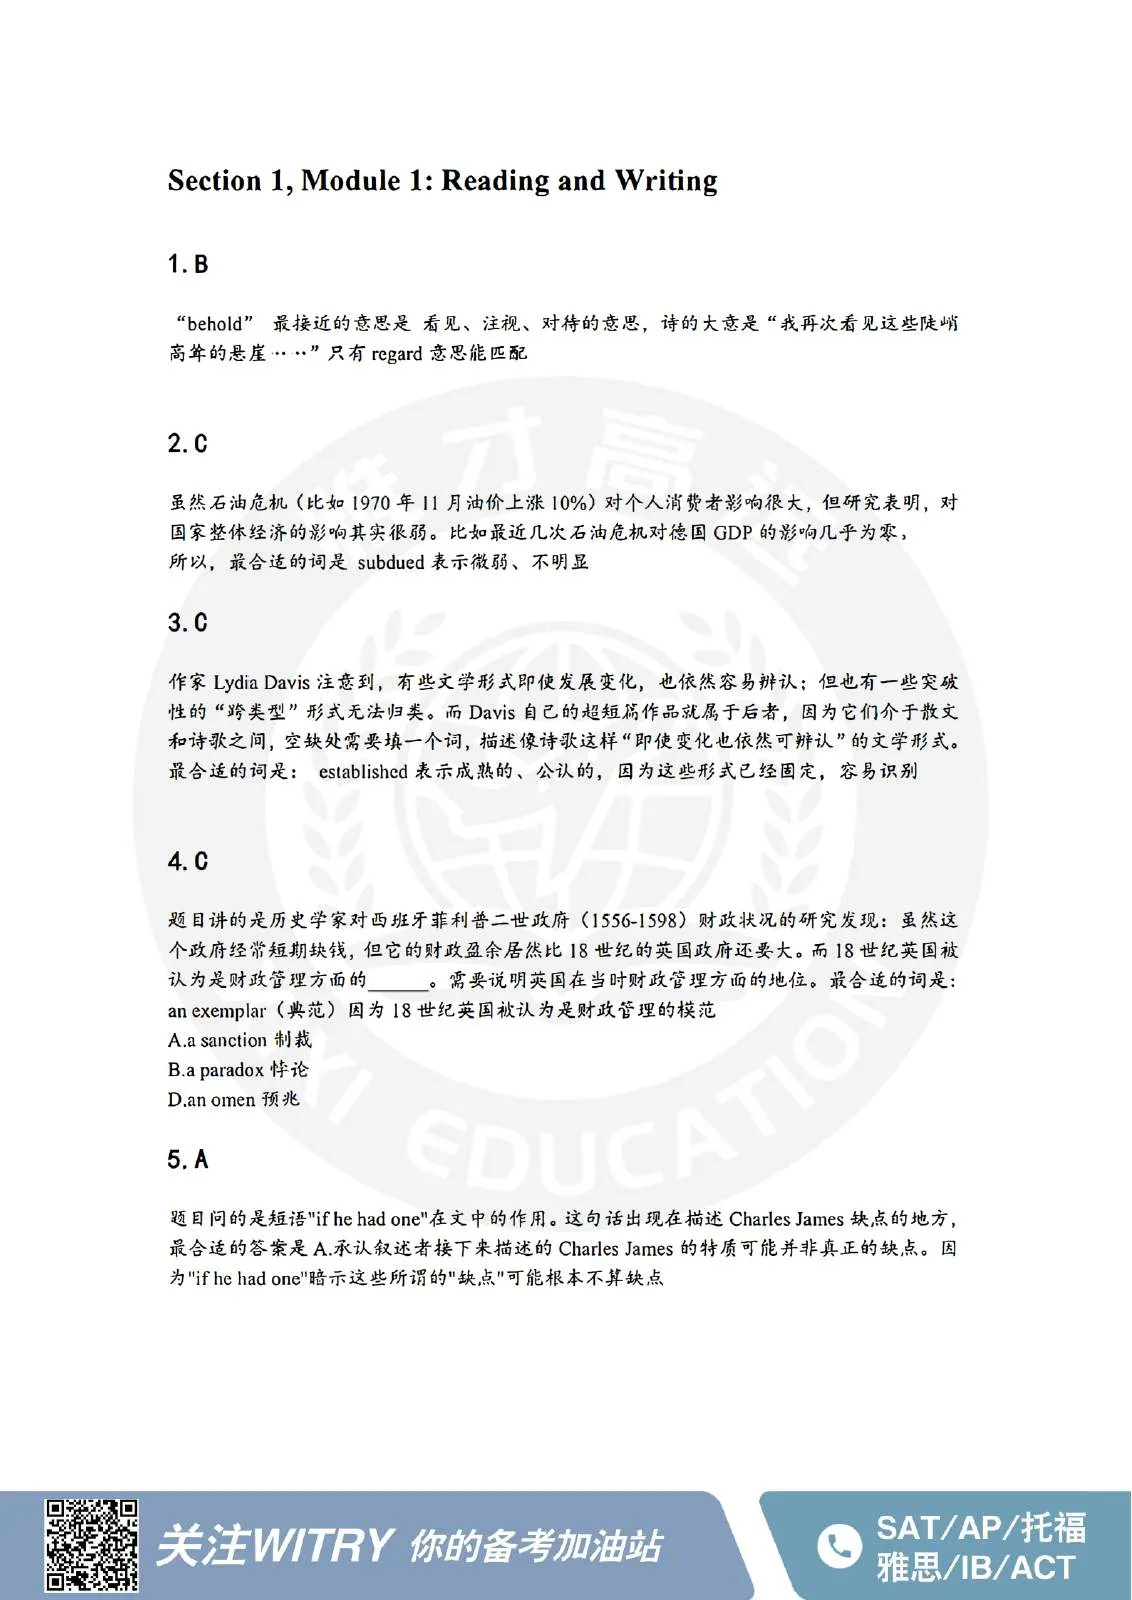 Section 1, Module 1: Reading and Writing
1. B
“behold” 最接近的意思是 看见、注视、对待的意思，诗的大意是“我再次看见这些陡峭
高耸的悬崖····”只有 regard 意思能匹配
2. C
虽然石油危机（比如 1970 年 11 月油价上涨 10%）对个人消费者影响很大，但研究表明，对
国家整体经济的影响其实很弱。比如最近几次石油危机对德国 GDP 的影响几乎为零，
所以，最合适的词是 subdued 表示微弱、不明显
3. C
作家 Lydia Davis 注意到，有些文学形式即使发展变化，也依然容易辨认；但也有一些突破
性的“跨类型”形式无法归类。而 Davis 自己的超短篇作品就属于后者，因为它们介于散文
和诗歌之间，空缺处需要填一个词，描述像诗歌这样“即使变化也依然可辨认”的文学形式。
最合适的词是： established 表示成熟的、公认的，因为这些形式已经固定，容易识别
4. C
题目讲的是历史学家对西班牙菲利普二世政府（1556-1598）财政状况的研究发现：虽然这
个政府经常短期缺钱，但它的财政盈余居然比 18 世纪的英国政府还要大。而 18 世纪英国被
认为是财政管理方面的______。需要说明英国在当时财政管理方面的地位。最合适的词是：
an exemplar（典范）因为 18 世纪英国被认为是财政管理的模范
A.a sanction 制裁
B.a paradox 悖论
D.an omen 预兆
5. A
题目问的是短语"if he had one"在文中的作用。这句话出现在描述 Charles James 缺点的地方，
最合适的答案是 A.承认叙述者接下来描述的 Charles James 的特质可能并非真正的缺点。因
为"if he had one"暗示这些所谓的"缺点"可能根本不算缺点
关注WITRY 你的备考加油站
SAT/AP/托福
雅思/IB/ACT